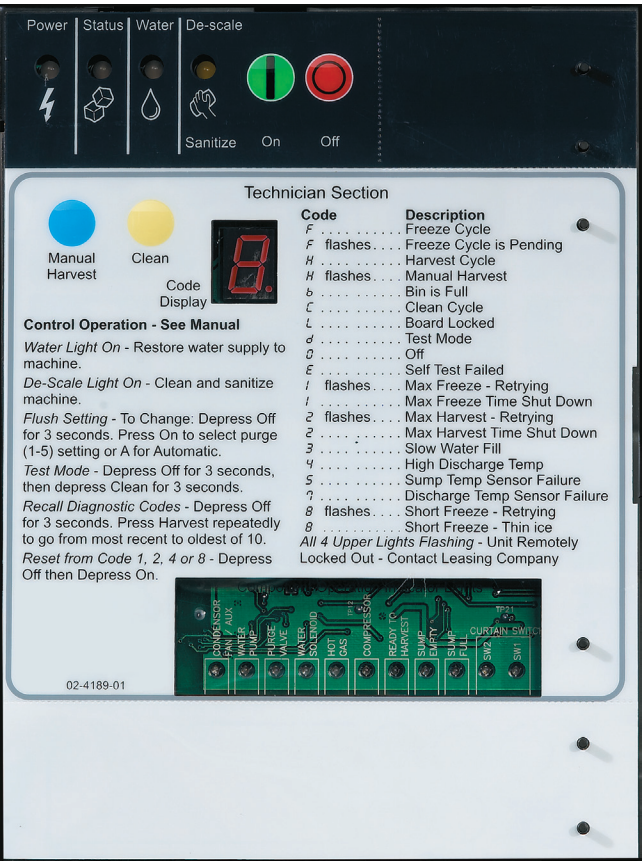 Power Status Water De-scale
Sanitize On Off
Technician Section
Manual
Harvest
Clean
Code
Display
8.
Control Operation - See Manual
Water Light On - Restore water supply to
machine.
De-Scale Light On - Clean and sanitize
machine.
Flush Setting - To Change: Depress Off
for 3 seconds. Press On to select purge
(1-5) setting or A for Automatic.
Test Mode - Depress Off for 3 seconds,
then depress Clean for 3 seconds.
Recall Diagnostic Codes - Depress Off
for 3 seconds. Press Harvest repeatedly
to go from most recent to oldest of 10.
Reset from Code 1, 2, 4 or 8 - Depress
Off then Depress On.
Code Description
F . . . . . . . . . . Freeze Cycle
F flashes . . . . Freeze Cycle is Pending
H . . . . . . . . . . Harvest Cycle
H flashes . . . . Manual Harvest
b . . . . . . . . . . Bin is Full
C . . . . . . . . . . Clean Cycle
L . . . . . . . . . . Board Locked
d . . . . . . . . . . Test Mode
0 . . . . . . . . . . Off
E . . . . . . . . . . Self Test Failed
1 flashes . . . . Max Freeze - Retrying
1 . . . . . . . . . . Max Freeze Time Shut Down
2 flashes . . . . Max Harvest - Retrying
2 . . . . . . . . . . Max Harvest Time Shut Down
3 . . . . . . . . . . Slow Water Fill
4 . . . . . . . . . . High Discharge Temp
5 . . . . . . . . . . Sump Temp Sensor Failure
7 . . . . . . . . . . Discharge Temp Sensor Failure
8 flashes . . . . Short Freeze - Retrying
8 . . . . . . . . . . Short Freeze - Thin ice
All 4 Upper Lights Flashing - Unit Remotely
Locked Out - Contact Leasing Company
CONDENSOR
FAN / AUX
WATER
PUMP
PURGE
VALVE
WATER
SOLENOID
HOT
GAS
COMPRESSOR
READY TO
HARVEST
SUMP
EMPTY
SUMP
FULL
TP21
CURTAIN SWITCH
SW2
SW1
02-4189-01